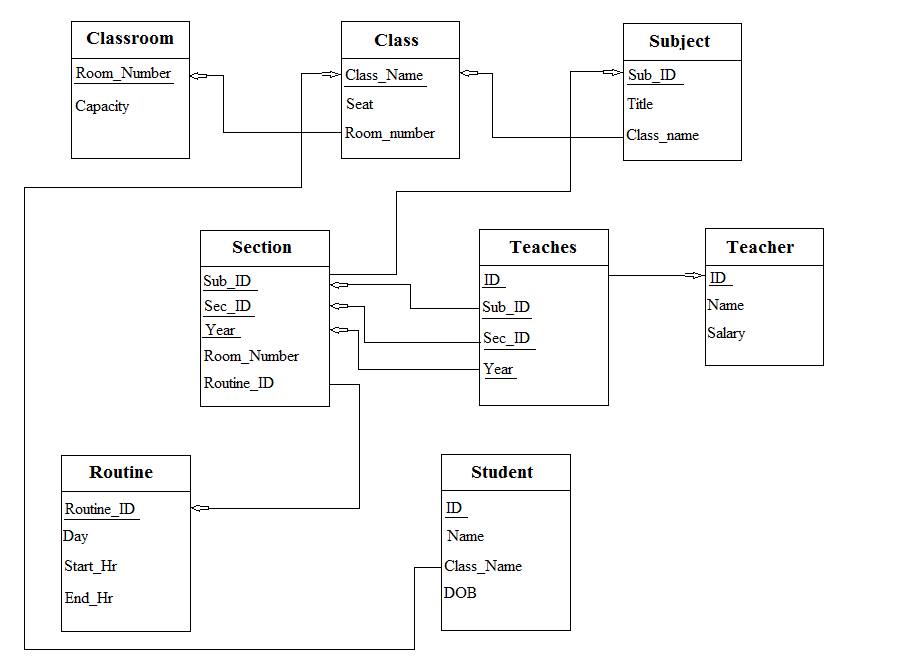 Classroom
Room_Number
Capacity
Class
Class_Name
Seat
Room_number
Subject
Sub_ID
Title
Class_name
Section
Sub_ID
Sec_ID
Year
Room_Number
Routine_ID
Teaches
ID
Sub_ID
Sec_ID
Year
Teacher
ID
Name
Salary
Routine
Routine_ID
Day
Start_Hr
End_Hr
Student
ID
Name
Class_Name
DOB